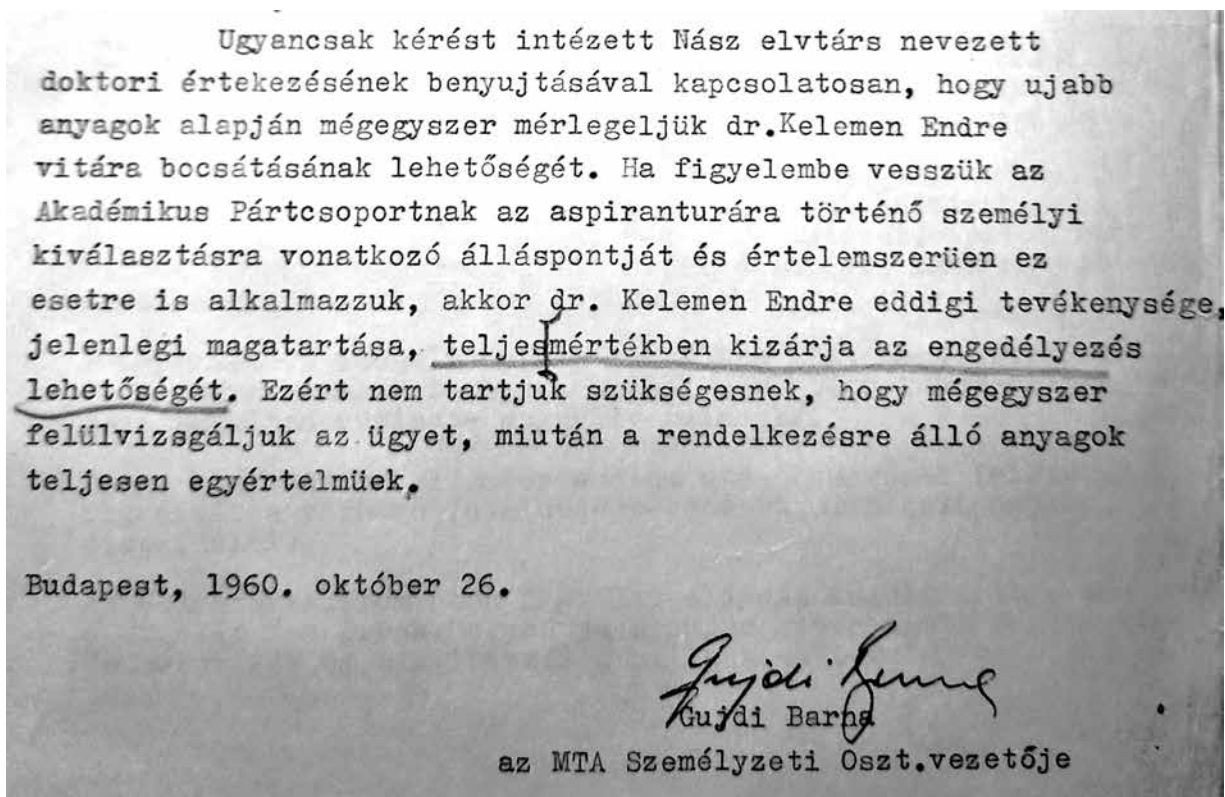 Ugyancsak kérést intézett Nász elvtárs nevezett
doktori értekezésének benyujtásával kapcsolatosan, hogy ujabb
anyagok alapján mégegyszer mérlegeljük dr.Kelemen Endre
vitára bocsátásának lehetőségét. Ha figyelembe vesszük az
Akadémikus Pártcsoportnak az aspiranturára történő személyi
kiválasztásra vonatkozó álláspontját és értelemszerüen ez
esetre is alkalmazzuk, akkor dr. Kelemen Endre eddigi tevékenysége,
jelenlegi magatartása, teljesmértékben kizárja az engedélyezés
lehetőségét. Ezért nem tartjuk szükségesnek, hogy mégegyszer
felülvizsgáljuk az ügyet, miután a rendelkezésre álló anyagok
teljesen egyértelmüek.
Budapest, 1960. október 26.
Gujdi Barna
Gujdi Barna
az MTA Személyzeti Oszt.vezetője